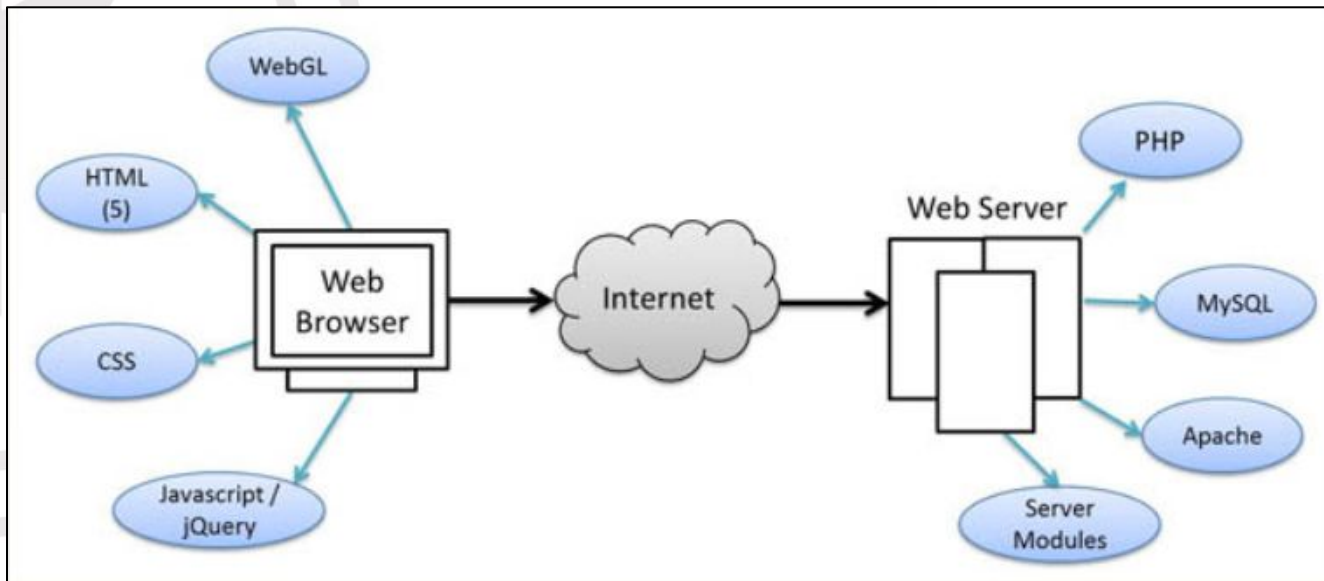 WebGL
HTML
(5)
CSS
Javascript /
jQuery
Web
Browser
Internet
Web Server
PHP
MySQL
Apache
Server
Modules